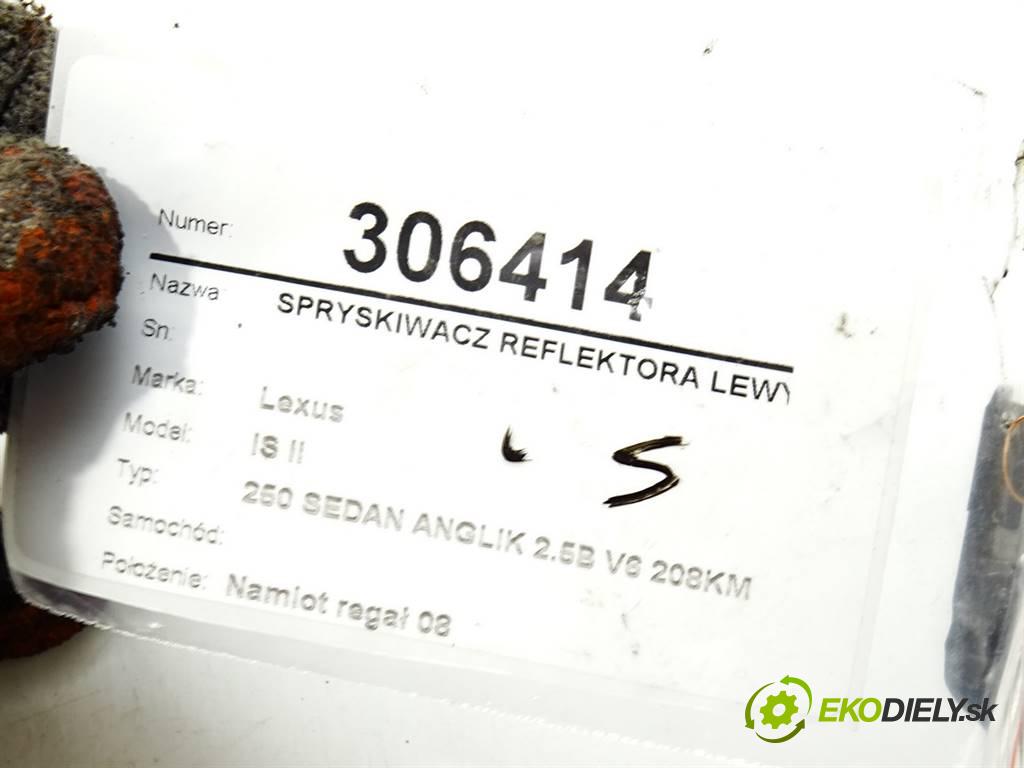 Numer: 306414
Nazwa: SPRYSKIWACZ REFLEKTORA LEWY
Sn:
Marka: Lexus
Model: IS II
Typ: 250 SEDAN ANGLIK 2.5B V6 208KM
Samochód:
Położenie: Namiot regał 08
S
EKODIELY.sk